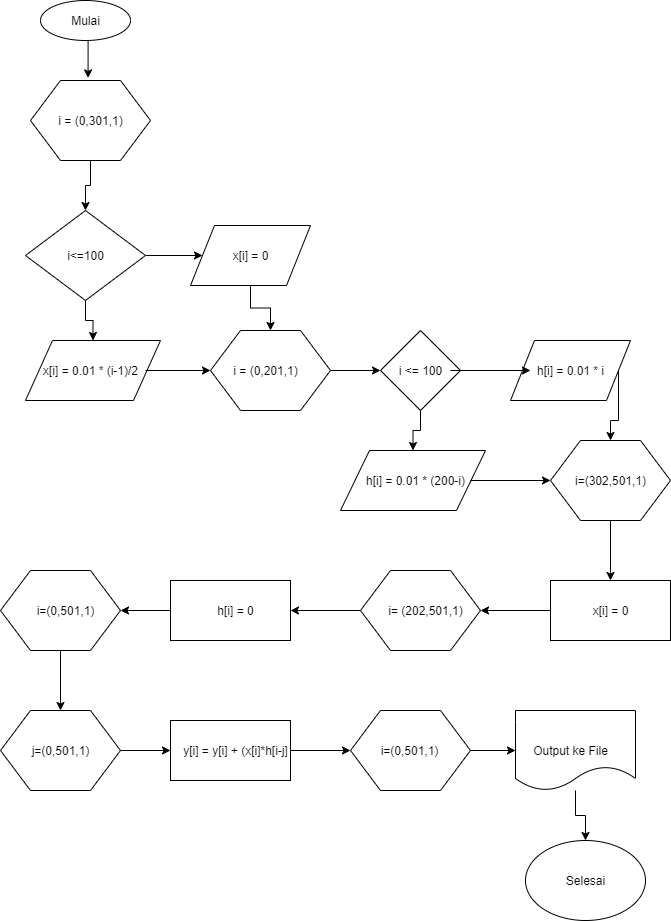 Mulai
i = (0,301,1)
i<=100
x[i] = 0
x[i] = 0.01 * (i-1)/2
i = (0,201,1)
i <= 100
h[i] = 0.01 * i
h[i] = 0.01 * (200-i)
i=(302,501,1)
i=(0,501,1)
h[i] = 0
i= (202,501,1)
x[i] = 0
j=(0,501,1)
y[i] = y[i] + (x[i]*h[i-j]
i=(0,501,1)
Output ke File
Selesai